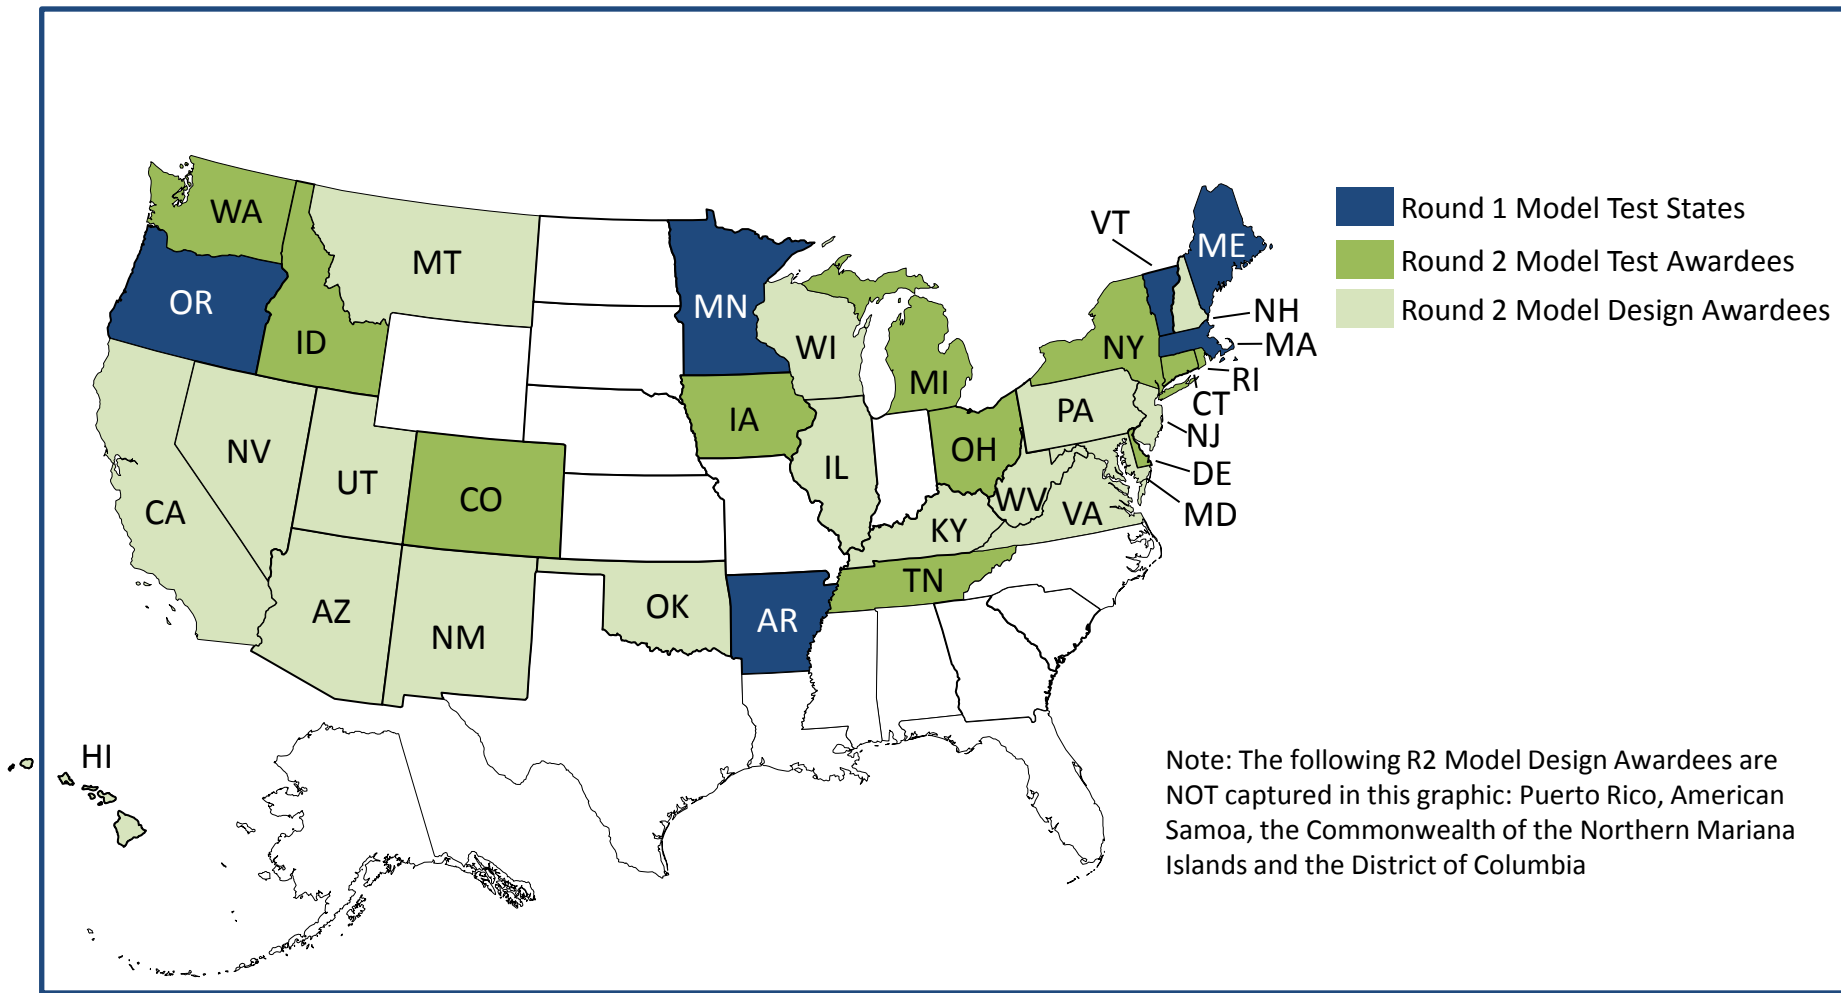 WA
MT
VT
ME
OR
MN
NH
ID
WI
NY
MA
MI
RI
IA
PA
CT
NV
OH
NJ
UT
IL
DE
CO
WV
CA
KY
VA
MD
TN
AZ
OK
AR
NM
HI
Round 1 Model Test States
Round 2 Model Test Awardees
Round 2 Model Design Awardees
Note: The following R2 Model Design Awardees are
NOT captured in this graphic: Puerto Rico, American
Samoa, the Commonwealth of the Northern Mariana
Islands and the District of Columbia